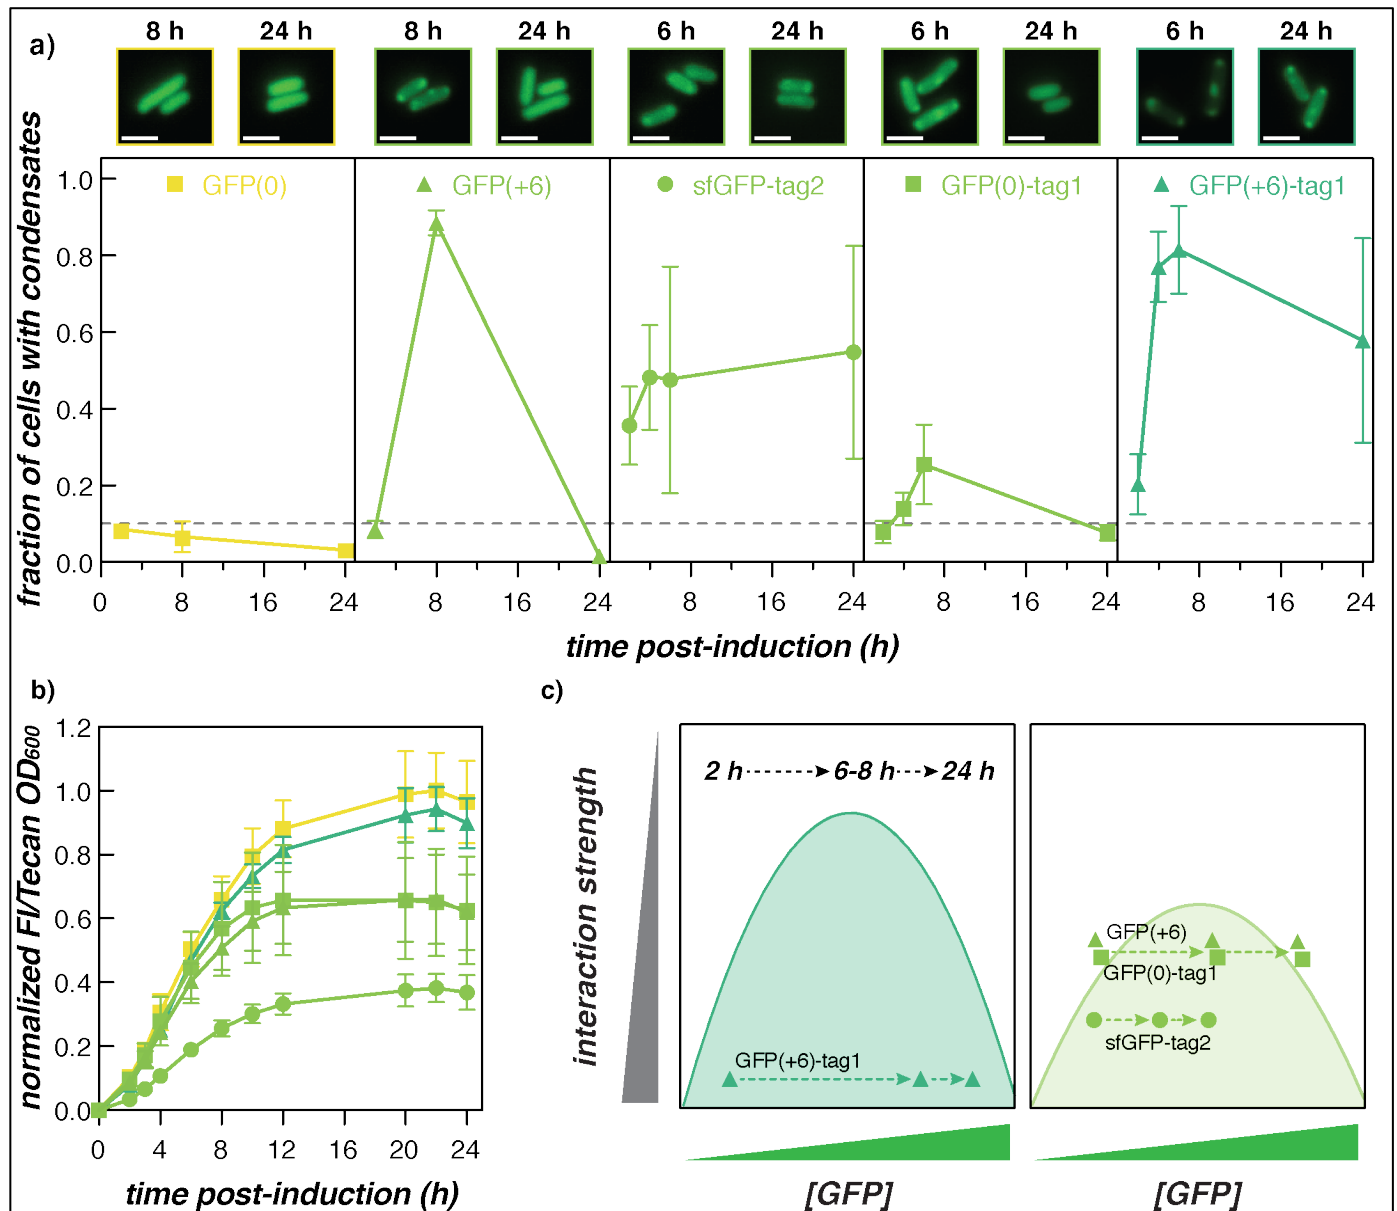 a)
8 h 24 h 8 h 24 h 6 h 24 h 6 h 24 h 6 h 24 h
fraction of cells with condensates
1.0
0.8
0.6
0.4
0.2
0.0
GFP(0) GFP(+6) sfGFP-tag2 GFP(0)-tag1 GFP(+6)-tag1
0 8 16 24 8 16 24 8 16 24 8 16 24 8 16 24
time post-induction (h)
b)
normalized FI/Tecan OD600
1.2
1.0
0.8
0.6
0.4
0.2
0.0
0 4 8 12 16 20 24
time post-induction (h)
c)
interaction strength
2 h 6-8 h 24 h
GFP(+6)-tag1
[GFP]
GFP(+6)
GFP(0)-tag1
sfGFP-tag2
[GFP]